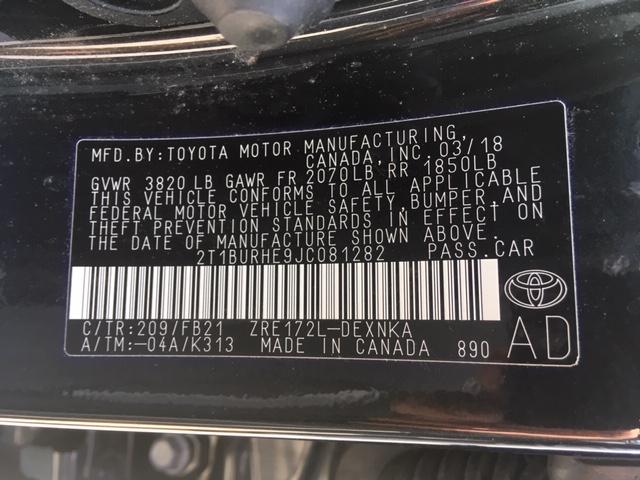 MFD.BY:TOYOTA MOTOR MANUFACTURING,
CANADA, INC. 03/18
GVWR 3820 LB GAWR FR 2070LB, RR 1850LB
THIS VEHICLE CONFORMS TO ALL APPLICABLE
FEDERAL MOTOR VEHICLE SAFETY, BUMPER, AND
THEFT PREVENTION STANDARDS IN EFFECT ON
THE DATE OF MANUFACTURE SHOWN ABOVE.
2T1BURHE9JC081282 PASS.CAR
C/TR:209/FB21 ZRE172L-DEXNKA
A/TM:-04A/K313 MADE IN CANADA 890 AD